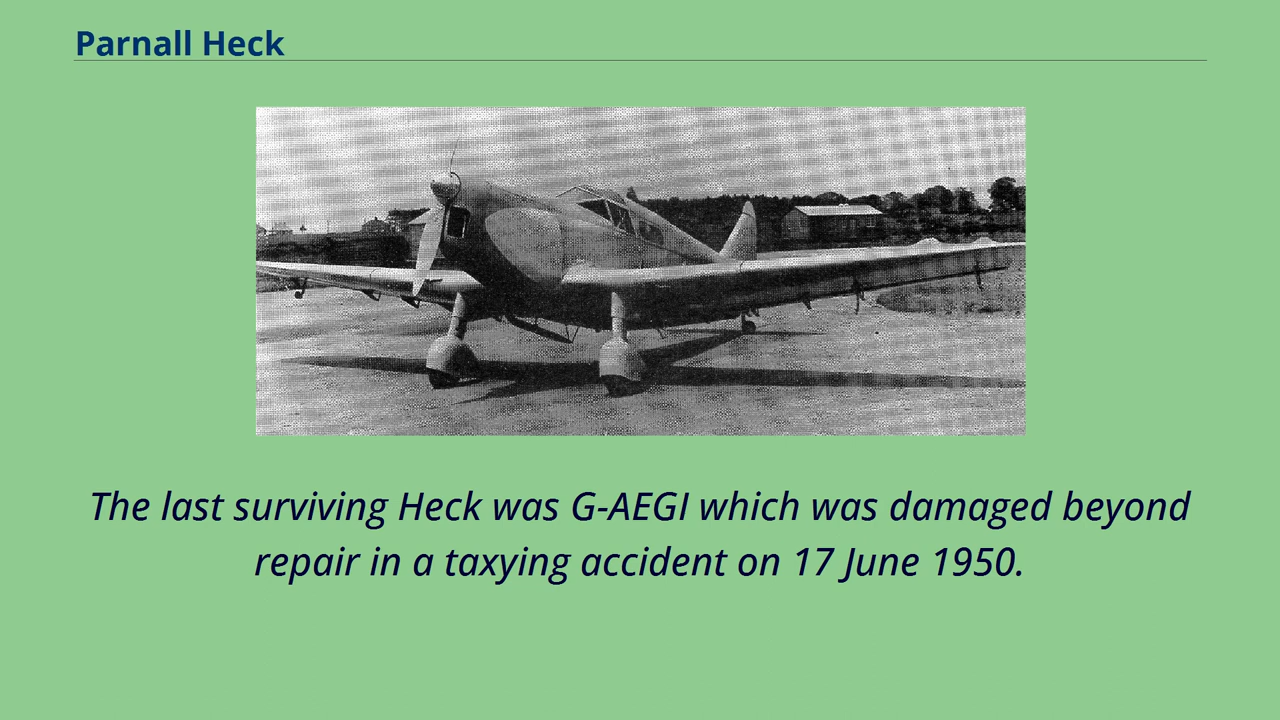 Parnall Heck
The last surviving Heck was G-AEGI which was damaged beyond
repair in a taxying accident on 17 June 1950.